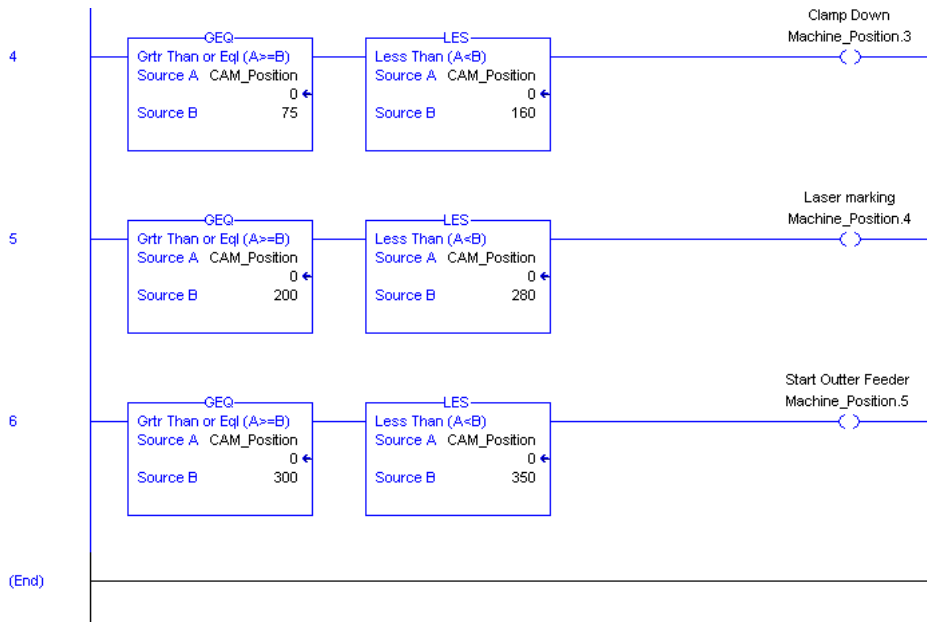 Clamp Down
Machine_Position.3
4
GEQ
Grtr Than or Eql (A>=B)
Source A CAM_Position
0
Source B 75
LES
Less Than (A<B)
Source A CAM_Position
0
Source B 160
Laser marking
Machine_Position.4
5
GEQ
Grtr Than or Eql (A>=B)
Source A CAM_Position
0
Source B 200
LES
Less Than (A<B)
Source A CAM_Position
0
Source B 280
Start Outter Feeder
Machine_Position.5
6
GEQ
Grtr Than or Eql (A>=B)
Source A CAM_Position
0
Source B 300
LES
Less Than (A<B)
Source A CAM_Position
0
Source B 350
(End)